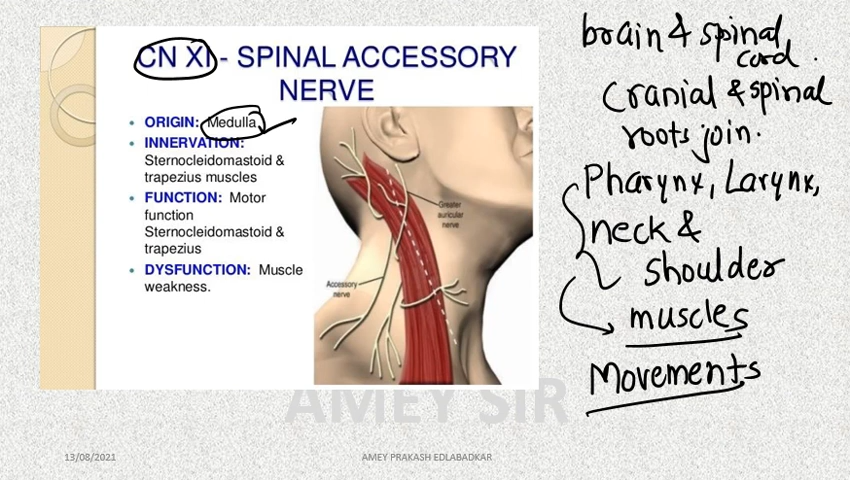 CN XI - SPINAL ACCESSORY
NERVE
• ORIGIN: Medulla
• INNERVATION:
Sternocleidomastoid &
trapezius muscles
• FUNCTION: Motor
function
Sternocleidomastoid &
trapezius
• DYSFUNCTION: Muscle
weakness.
Greater
auricular
nerve
Accessory
nerve
brain & spinal
cord.
Cranial & spinal
roots join.
Pharynx, Larynx,
neck &
shoulder
muscles
Movements
AMEY SIR
13/08/2021
AMEY PRAKASH EDLABADKAR